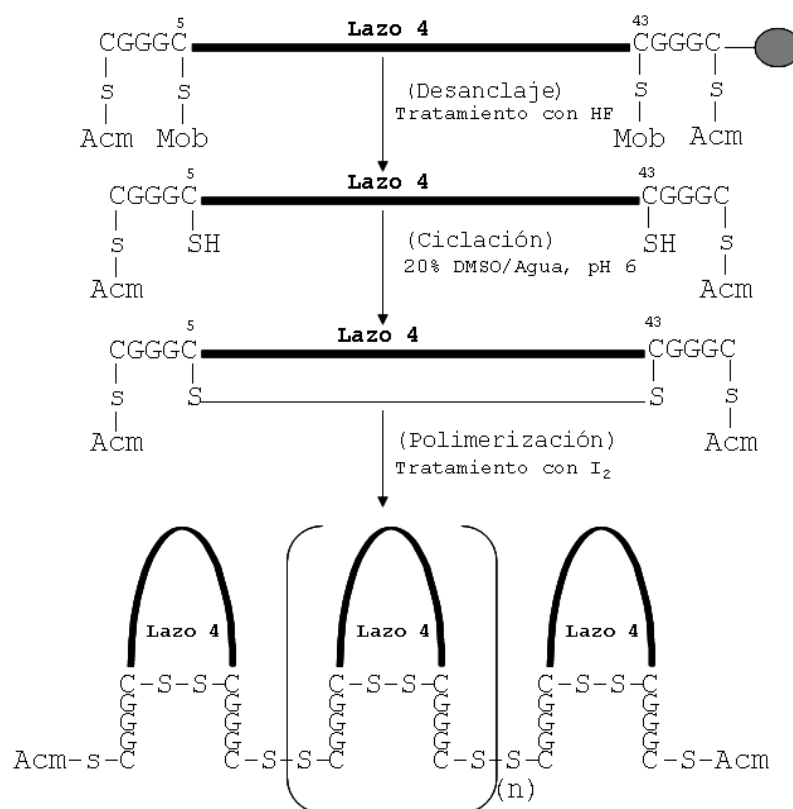 5 Lazo 4 43
CGGGC CGGGC
S S S S
Acm Mob Mob Acm
(Desanclaje)
Tratamiento con HF
5 Lazo 4 43
CGGGC CGGGC
S SH SH S
Acm Acm
(Ciclación)
20% DMSO/Agua, pH 6
5 Lazo 4 43
CGGGC CGGGC
S S S S
Acm Acm
(Polimerización)
Tratamiento con I2
Lazo 4 Lazo 4 Lazo 4
C-S-S-C C-S-S-C C-S-S-C
G G G G G G
G G G G G G
G G G G G G
Acm-s-C C-S-S-C C-S-S-C C-S-Acm
(n)